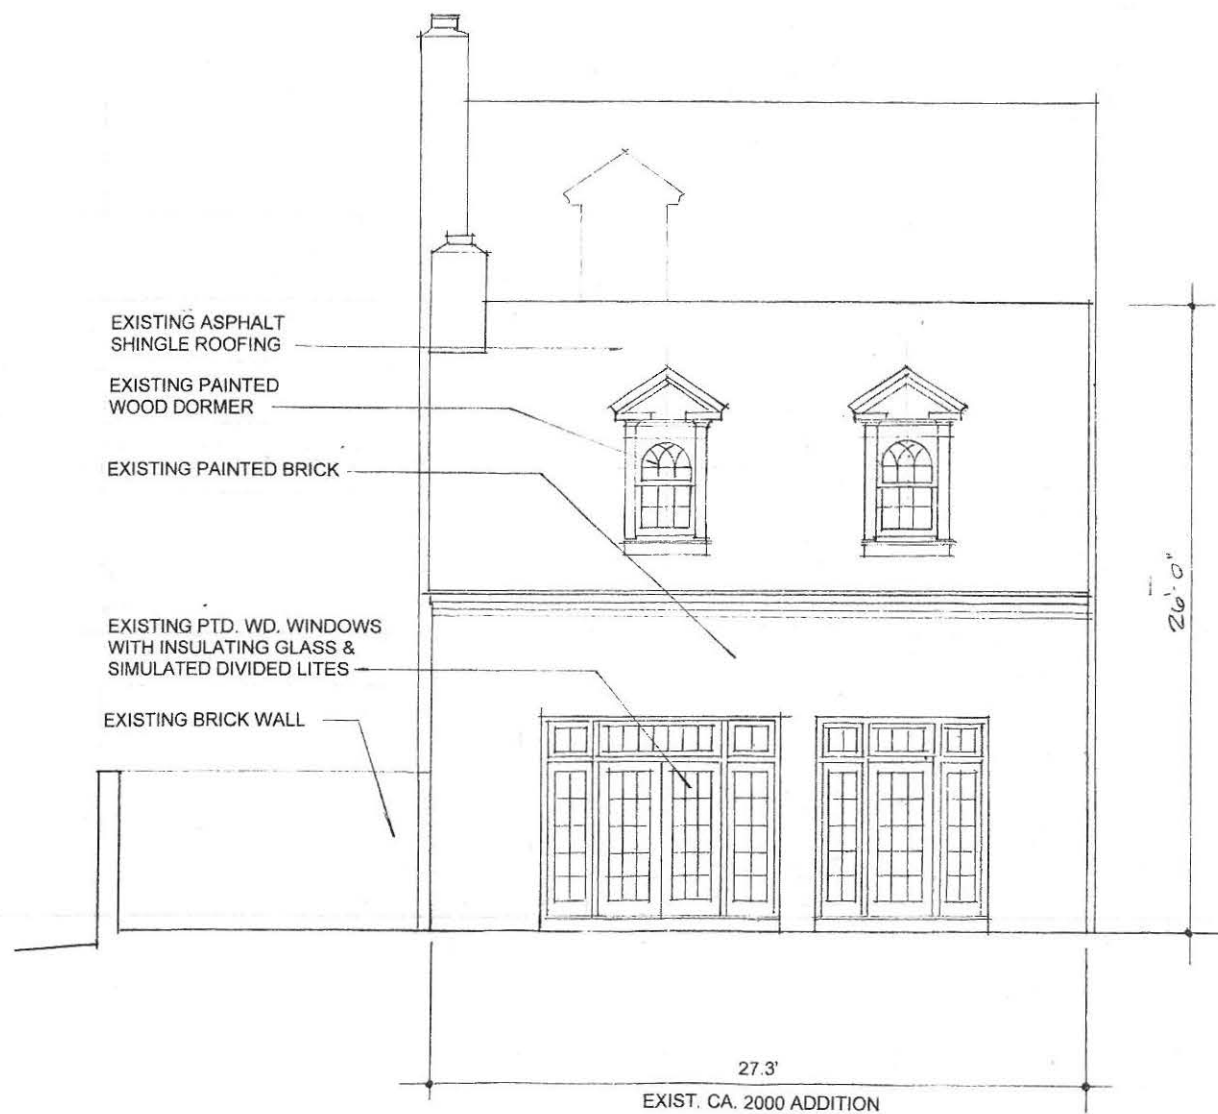 EXISTING ASPHALT
SHINGLE ROOFING
EXISTING PAINTED
WOOD DORMER
EXISTING PAINTED BRICK
26'-0"
EXISTING PTD. WD. WINDOWS
WITH INSULATING GLASS &
SIMULATED DIVIDED LITES
EXISTING BRICK WALL
27.3'
EXIST. CA. 2000 ADDITION